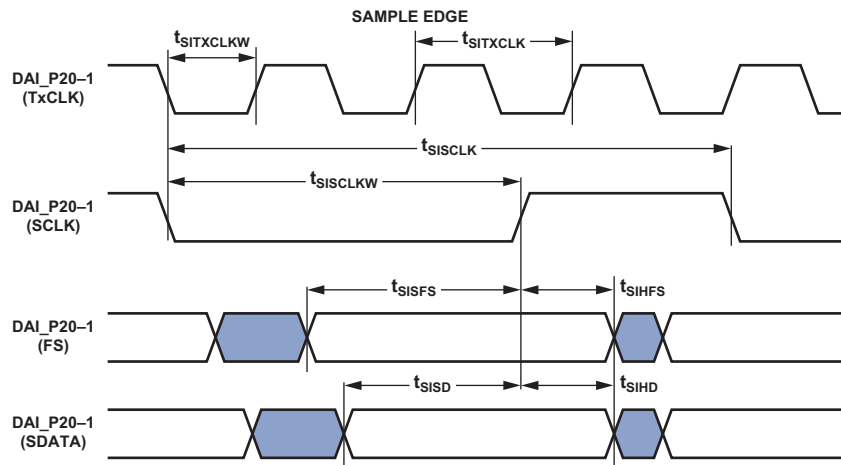 SAMPLE EDGE
tSITXCLKW
tSITXCLK
DAI_P20–1
(TxCLK)
tSISCLK
tSISCLKW
DAI_P20–1
(SCLK)
tSISFS
tSIHFS
DAI_P20–1
(FS)
tSISD
tSIHD
DAI_P20–1
(SDATA)